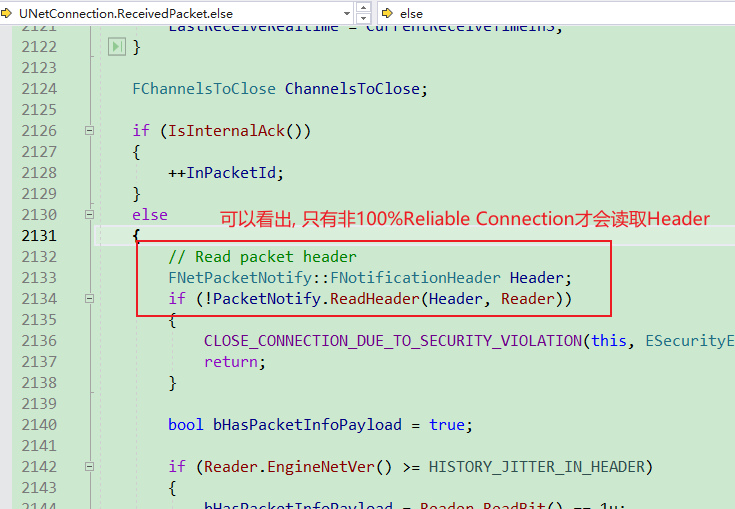 UNetConnection.ReceivedPacket.else
else
2121 LastReceiveRealtime = CurrentReceiveTimeInS;
2122 }
2123
2124 FChannelsToClose ChannelsToClose;
2125
2126 if (IsInternalAck())
2127 {
2128 ++InPacketId;
2129 }
2130 else
可以看出, 只有非100%Reliable Connection才会读取Header
2131 {
2132 // Read packet header
2133 FNetPacketNotify::FNotificationHeader Header;
2134 if (!PacketNotify.ReadHeader(Header, Reader))
2135 {
2136 CLOSE_CONNECTION_DUE_TO_SECURITY_VIOLATION(this, ESecurityE
2137 return;
2138 }
2139
2140 bool bHasPacketInfoPayload = true;
2141
2142 if (Reader.EngineNetVer() >= HISTORY_JITTER_IN_HEADER)
2143 {
2144 bHasPacketInfoPayload = Reader.ReadBit() == 1u;